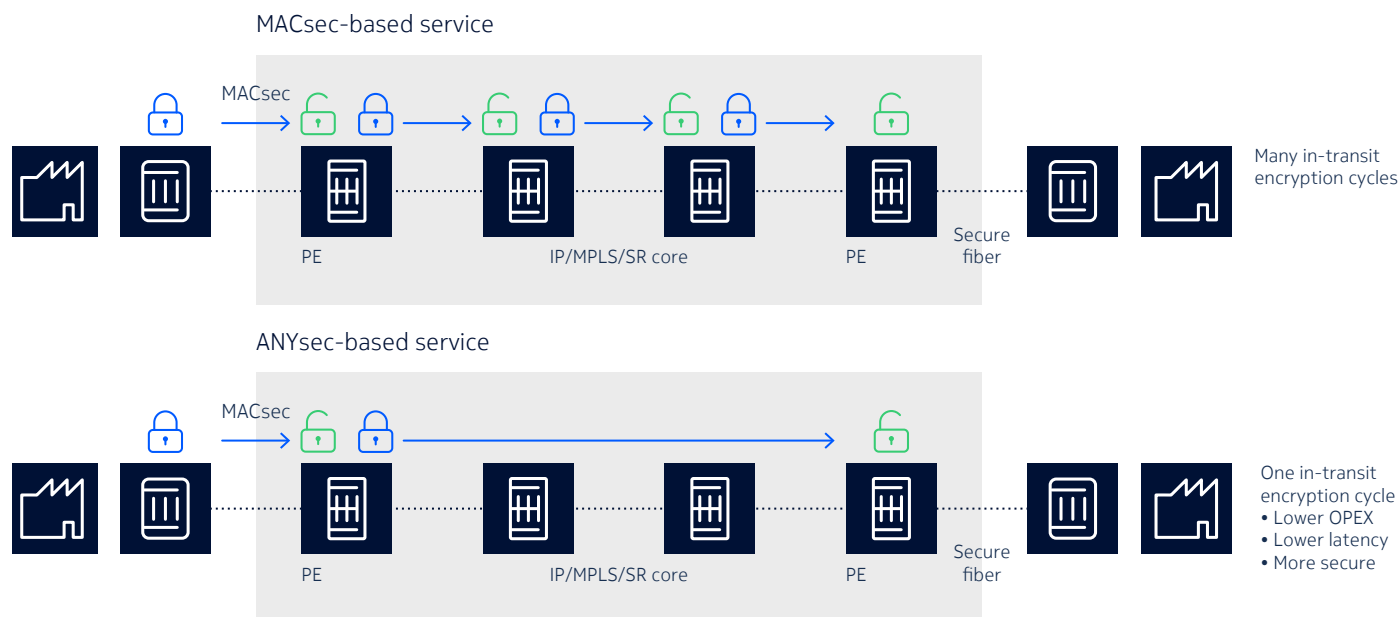 MACsec-based service
MACsec
Many in-transit
encryption cycles
Secure
fiber
PE
IP/MPLS/SR core
PE
ANYsec-based service
MACsec
One in-transit
encryption cycle
• Lower OPEX
• Lower latency
• More secure
Secure
fiber
PE
IP/MPLS/SR core
PE